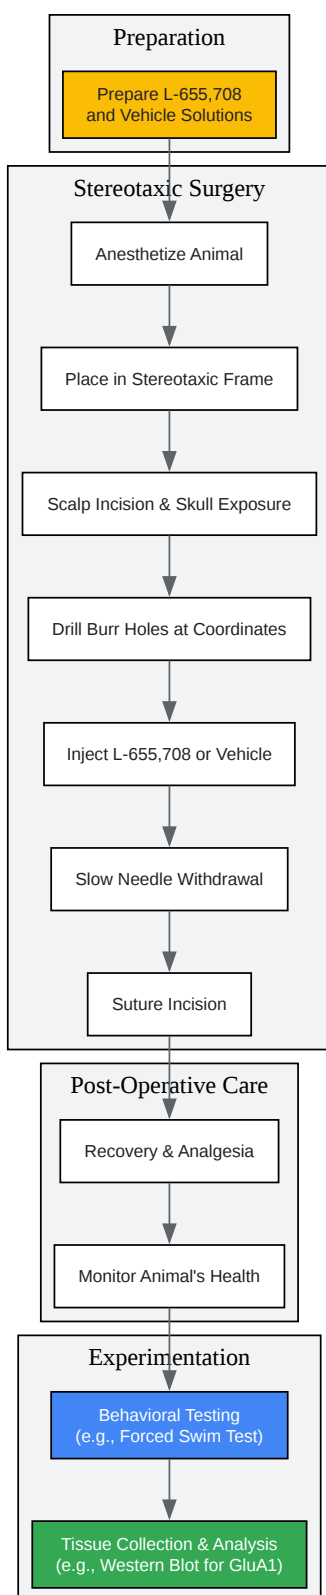 Preparation
Prepare L-655,708
and Vehicle Solutions
Stereotaxic Surgery
Anesthetize Animal
Place in Stereotaxic Frame
Scalp Incision & Skull Exposure
Drill Burr Holes at Coordinates
Inject L-655,708 or Vehicle
Slow Needle Withdrawal
Suture Incision
Post-Operative Care
Recovery & Analgesia
Monitor Animal's Health
Experimentation
Behavioral Testing
(e.g., Forced Swim Test)
Tissue Collection & Analysis
(e.g., Western Blot for GluA1)